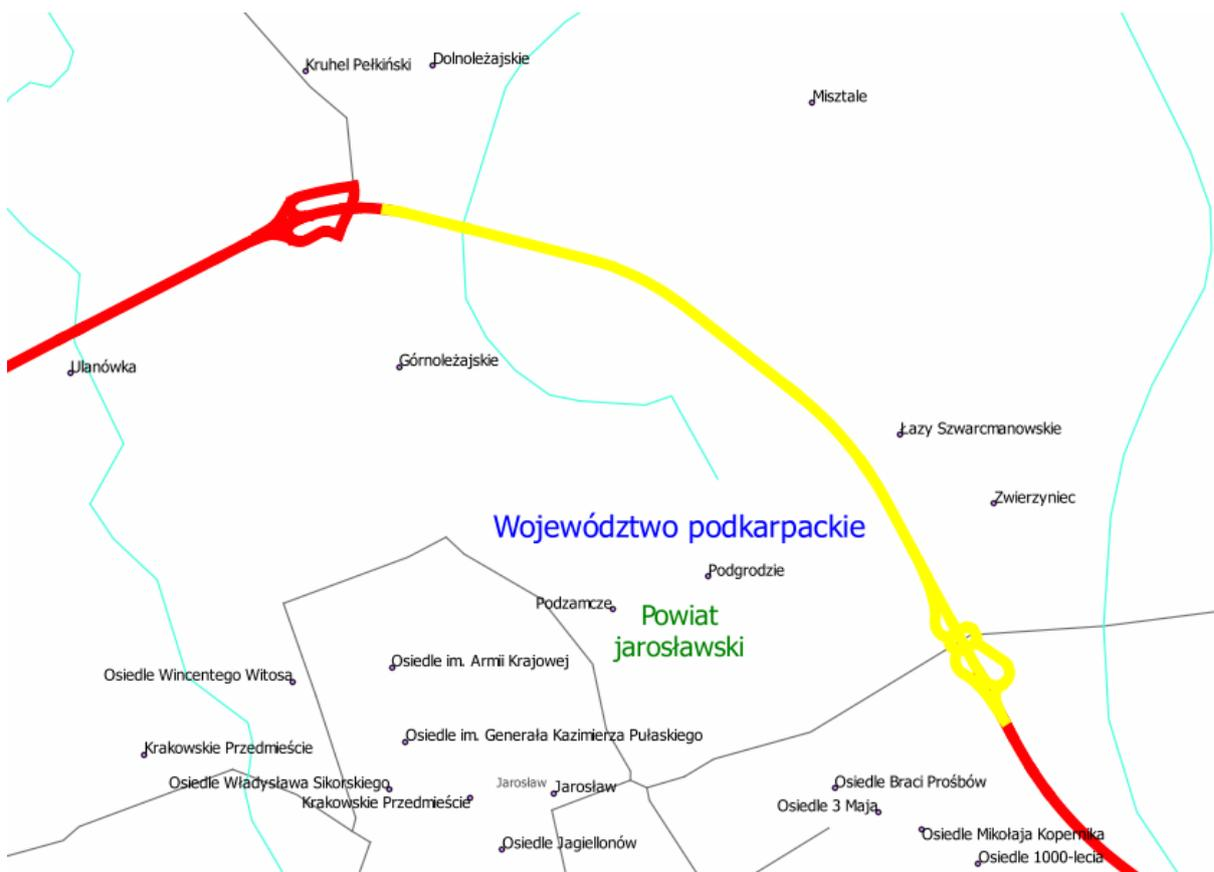 Kruhel Pełkiński
Dolnoleżajskie
Misztale
Ulanówka
Górnoleżajskie
Łazy Szwarcmanowskie
Zwierzyniec
Województwo podkarpackie
Podgrodzie
Podzamcze
Powiat
jarosławski
Osiedle im. Armii Krajowej
Osiedle Wincentego Witosa
Osiedle im. Generała Kazimierza Pułaskiego
Krakowskie Przedmieście
Osiedle Władysława Sikorskiego
Jarosław
Jarosław
Osiedle Braci Prośbów
Krakowskie Przedmieście
Osiedle 3 Maja
Osiedle Mikołaja Kopernika
Osiedle Jagiellonów
Osiedle 1000-lecia